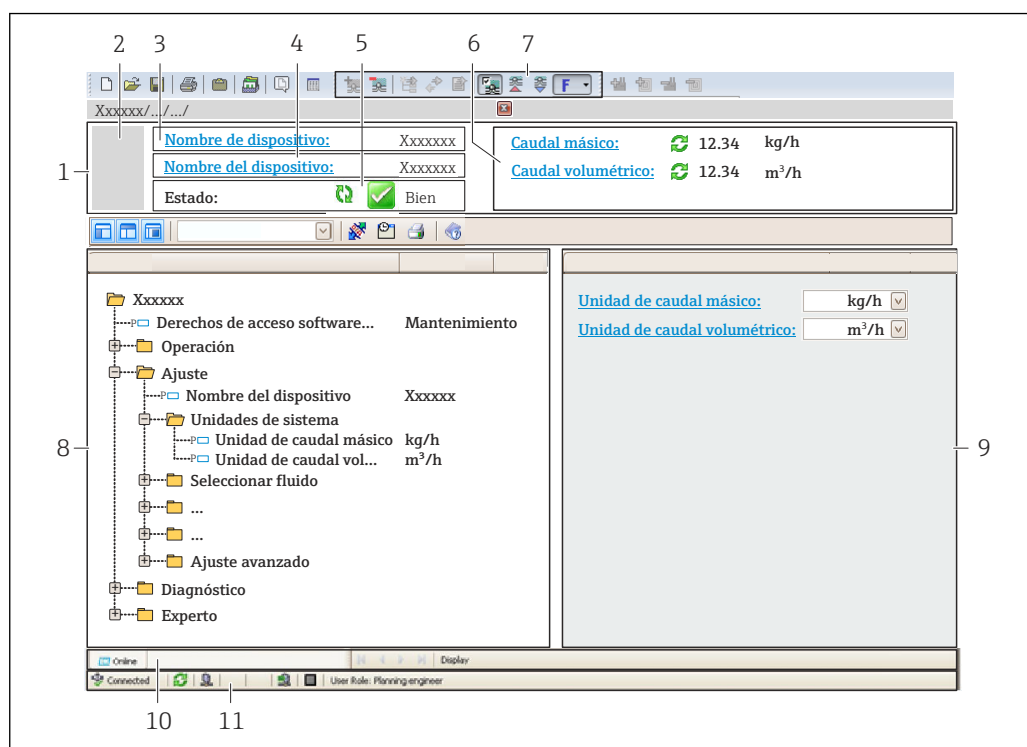 2 3 4 5 6 7
F
Xxxxxx/.../.../
1
Nombre de dispositivo: Xxxxxxx
Nombre del dispositivo: Xxxxxxx
Estado: Bien
Caudal másico: 12.34 kg/h
Caudal volumétrico: 12.34 m³/h
Xxxxxx
P Derechos de acceso software... Mantenimiento
Operación
Ajuste
P Nombre del dispositivo Xxxxxx
Unidades de sistema
P Unidad de caudal másico kg/h
P Unidad de caudal vol... m³/h
Seleccionar fluido
...
...
Ajuste avanzado
Diagnóstico
Experto
8
Unidad de caudal másico: kg/h
Unidad de caudal volumétrico: m³/h
9
Online Display
Connected User Role: Planning engineer
10 11